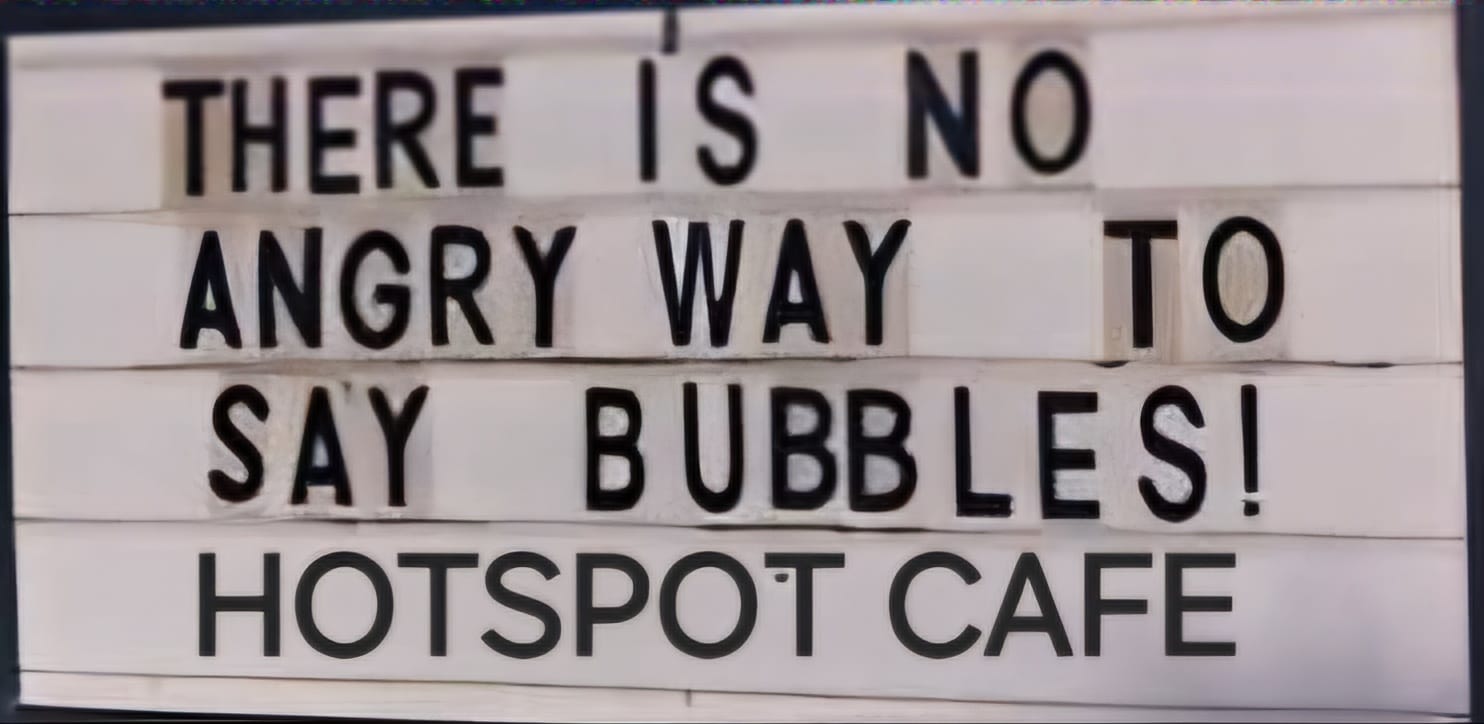 THERE IS NO
ANGRY WAY TO
SAY BUBBLES!
HOTSPOT CAFE